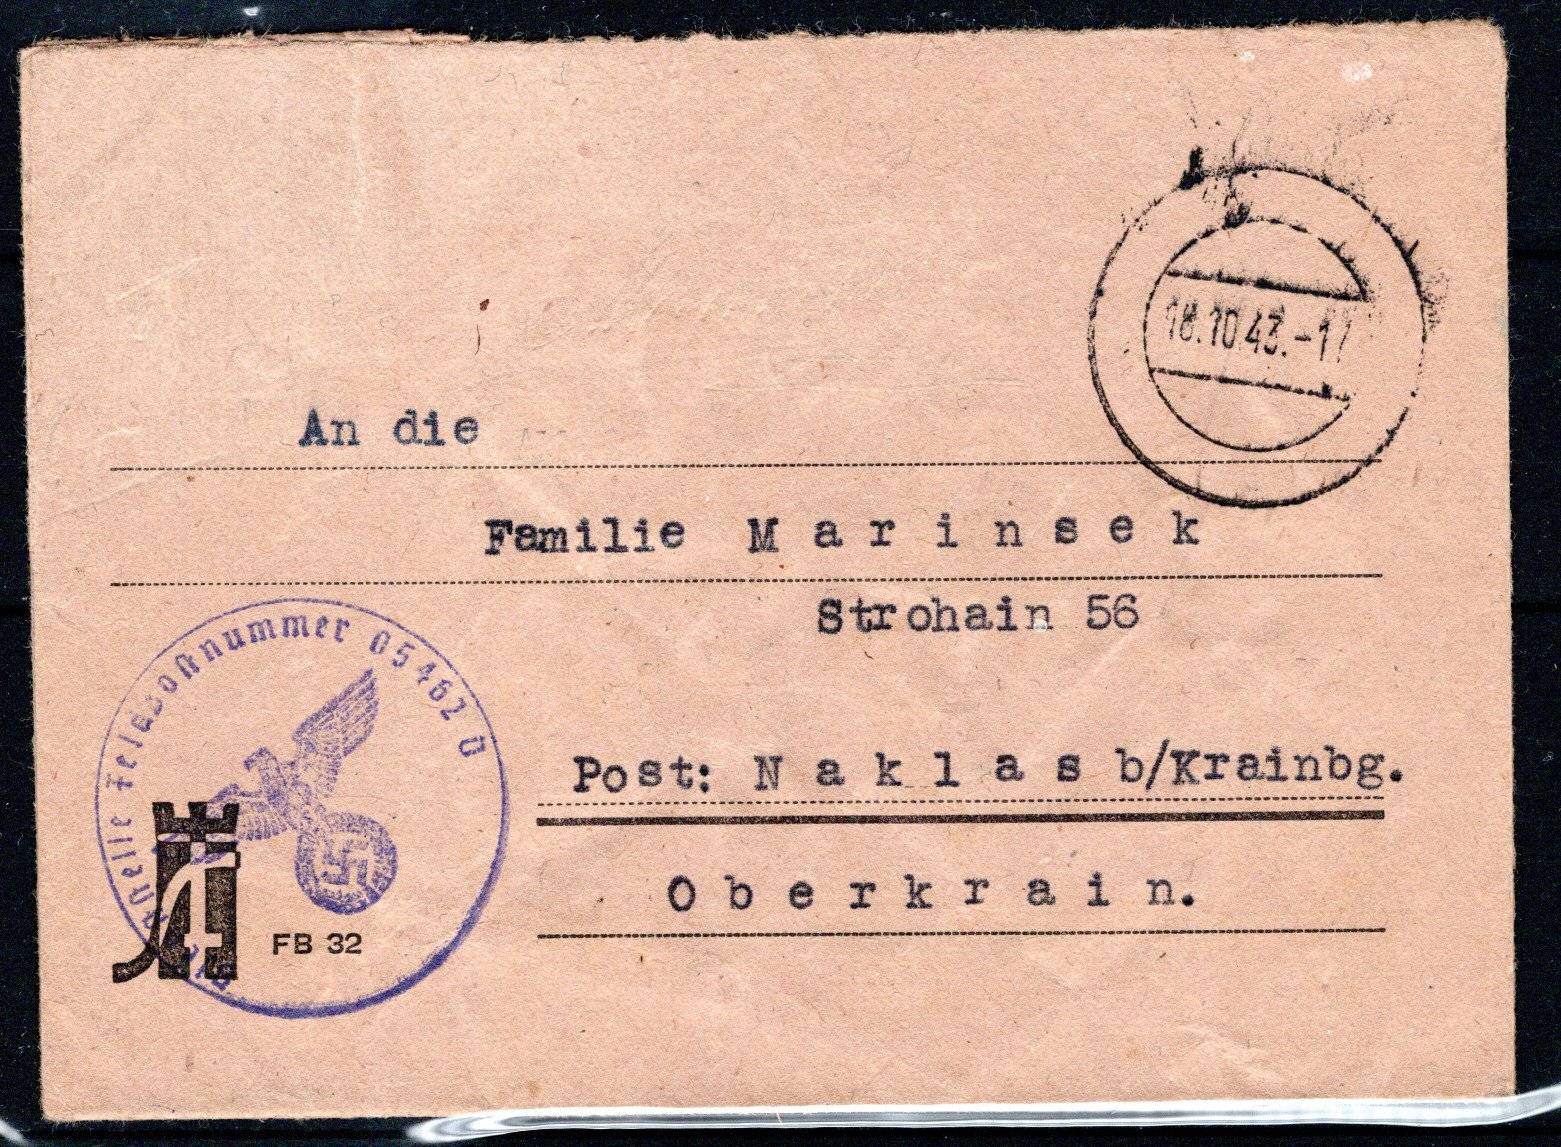 18.10.43.-17
An die
Familie Marinsek
Strohain 56
Feldpostnummer 05462 Ü
Post: Naklas b/Krainbg.
Oberkrain.
FB 32